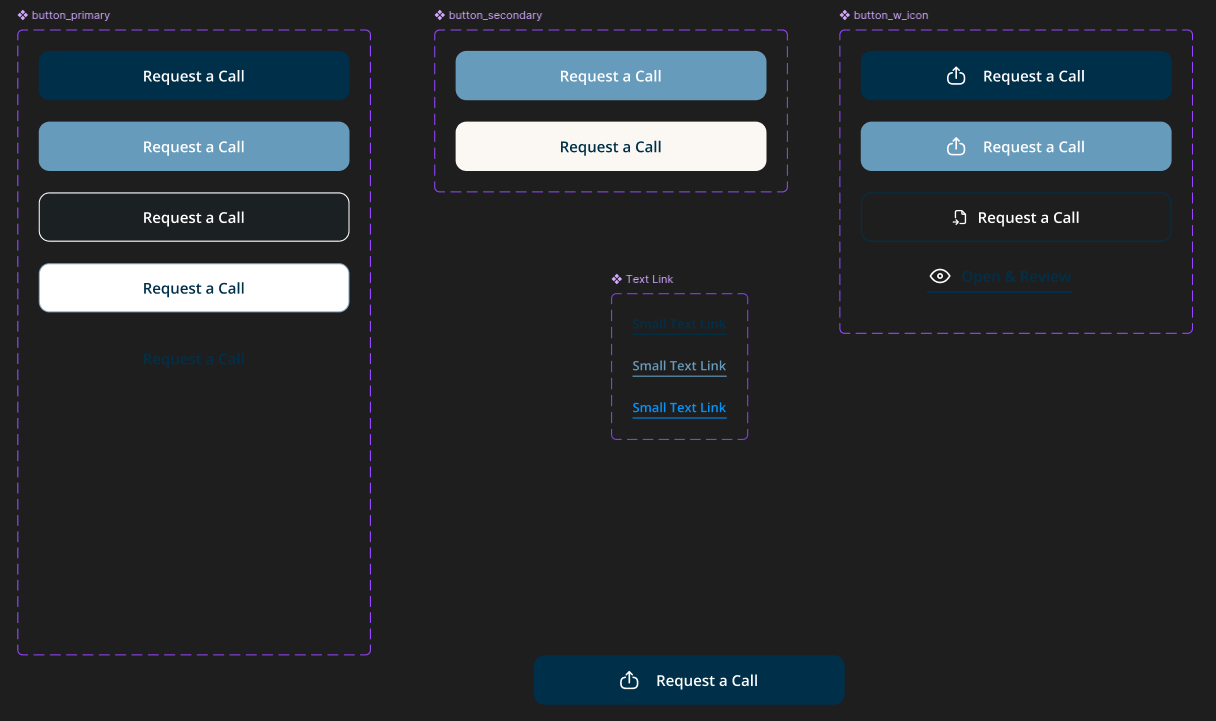 button_primary
Request a Call
Request a Call
Request a Call
Request a Call
Request a Call
button_secondary
Request a Call
Request a Call
Text Link
Small Text Link
Small Text Link
Small Text Link
button_w_icon
Request a Call
Request a Call
Request a Call
Open & Review
Request a Call